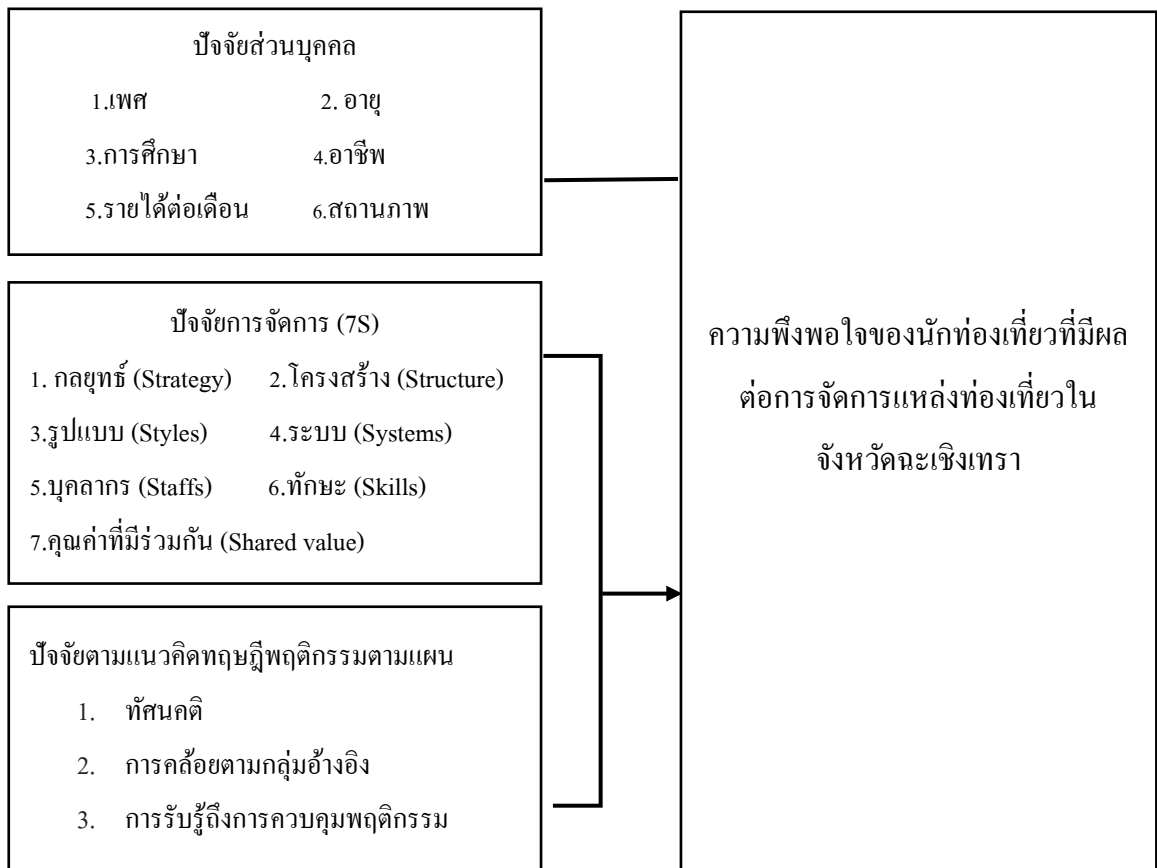 ปัจจัยส่วนบุคคล
1.เพศ 2. อายุ
3.การศึกษา 4.อาชีพ
5.รายได้ต่อเดือน 6.สถานภาพ
ปัจจัยการจัดการ (7S)
1. กลยุทธ์ (Strategy) 2.โครงสร้าง (Structure)
3.รูปแบบ (Styles) 4.ระบบ (Systems)
5.บุคลากร (Staffs) 6.ทักษะ (Skills)
7.คุณค่าที่มีร่วมกัน (Shared value)
ปัจจัยตามแนวคิดทฤษฎีพฤติกรรมตามแผน
1. ทัศนคติ
2. การคล้อยตามกลุ่มอ้างอิง
3. การรับรู้ถึงการควบคุมพฤติกรรม
ความพึงพอใจของนักท่องเที่ยวที่มีผล
ต่อการจัดการแหล่งท่องเที่ยวใน
จังหวัดฉะเชิงเทรา